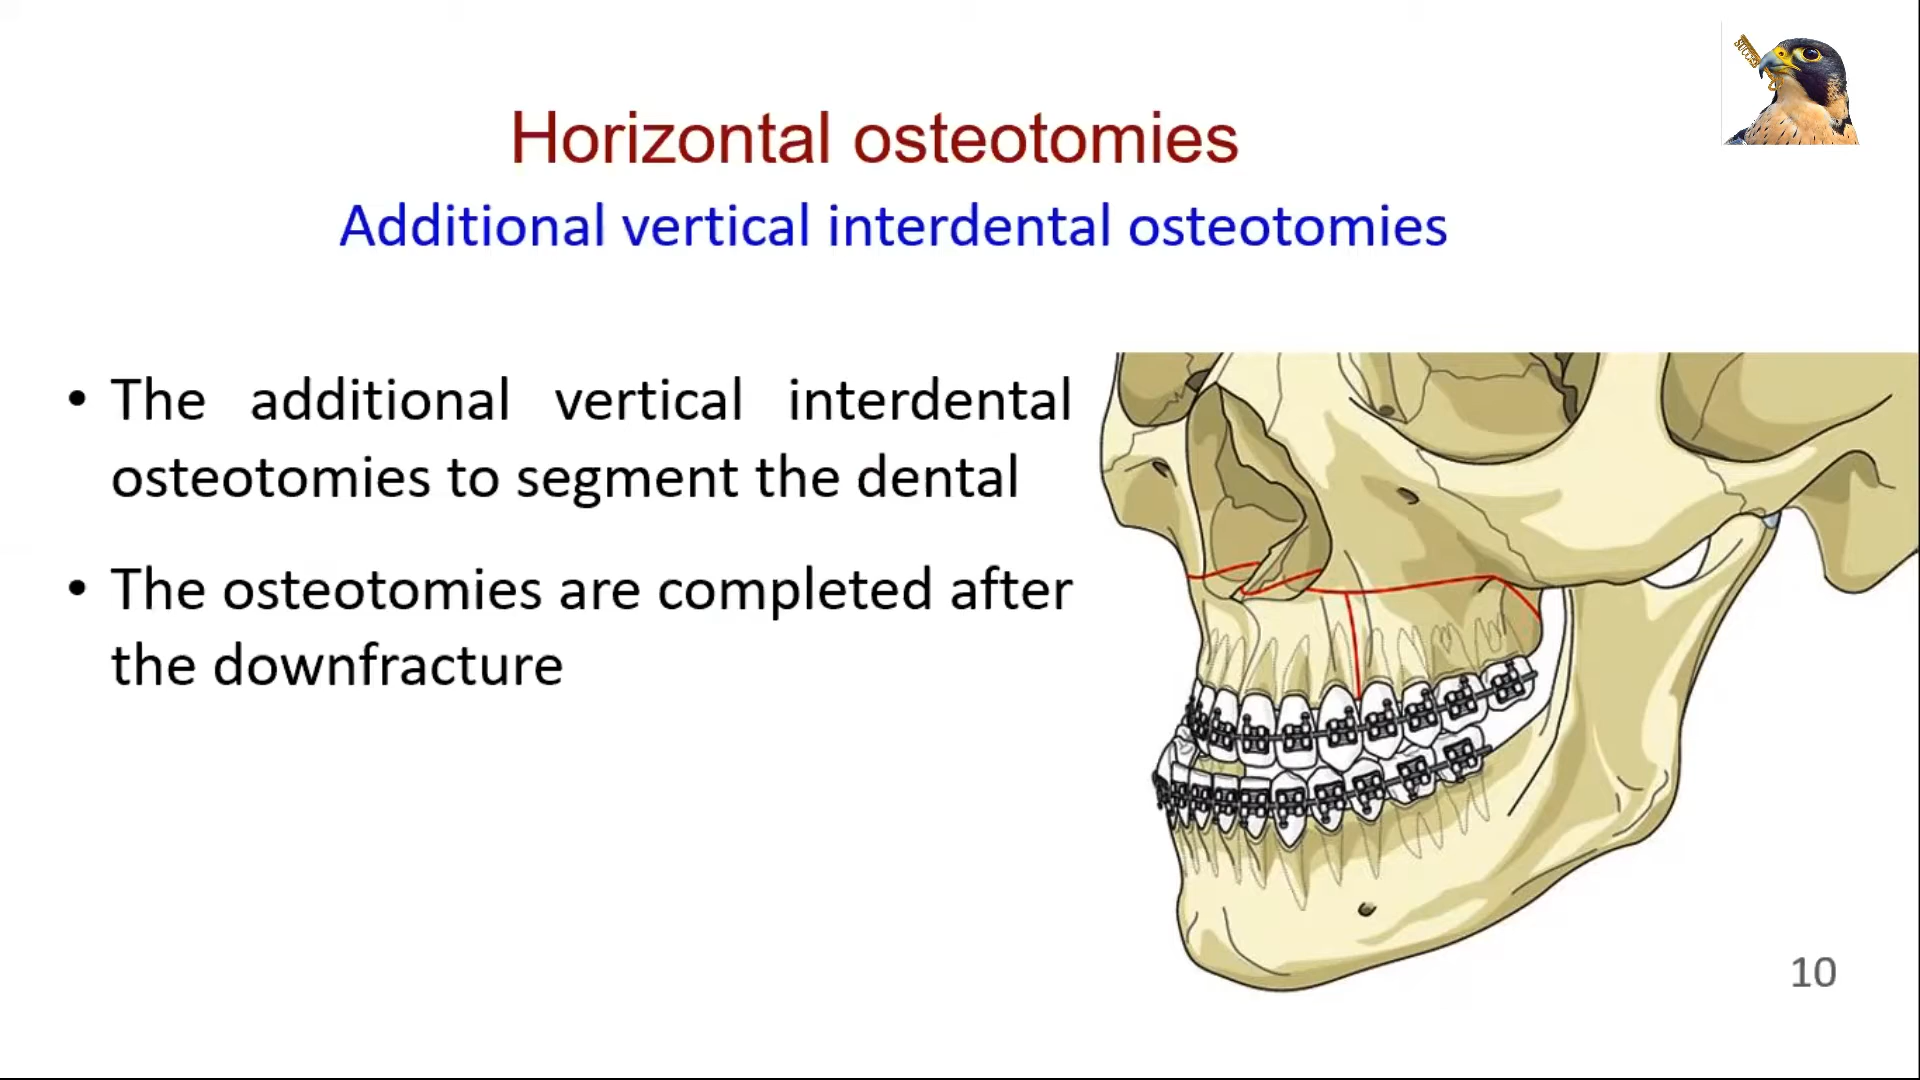 Horizontal osteotomies
Additional vertical interdental osteotomies
• The additional vertical interdental
osteotomies to segment the dental
• The osteotomies are completed after
the downfracture
10